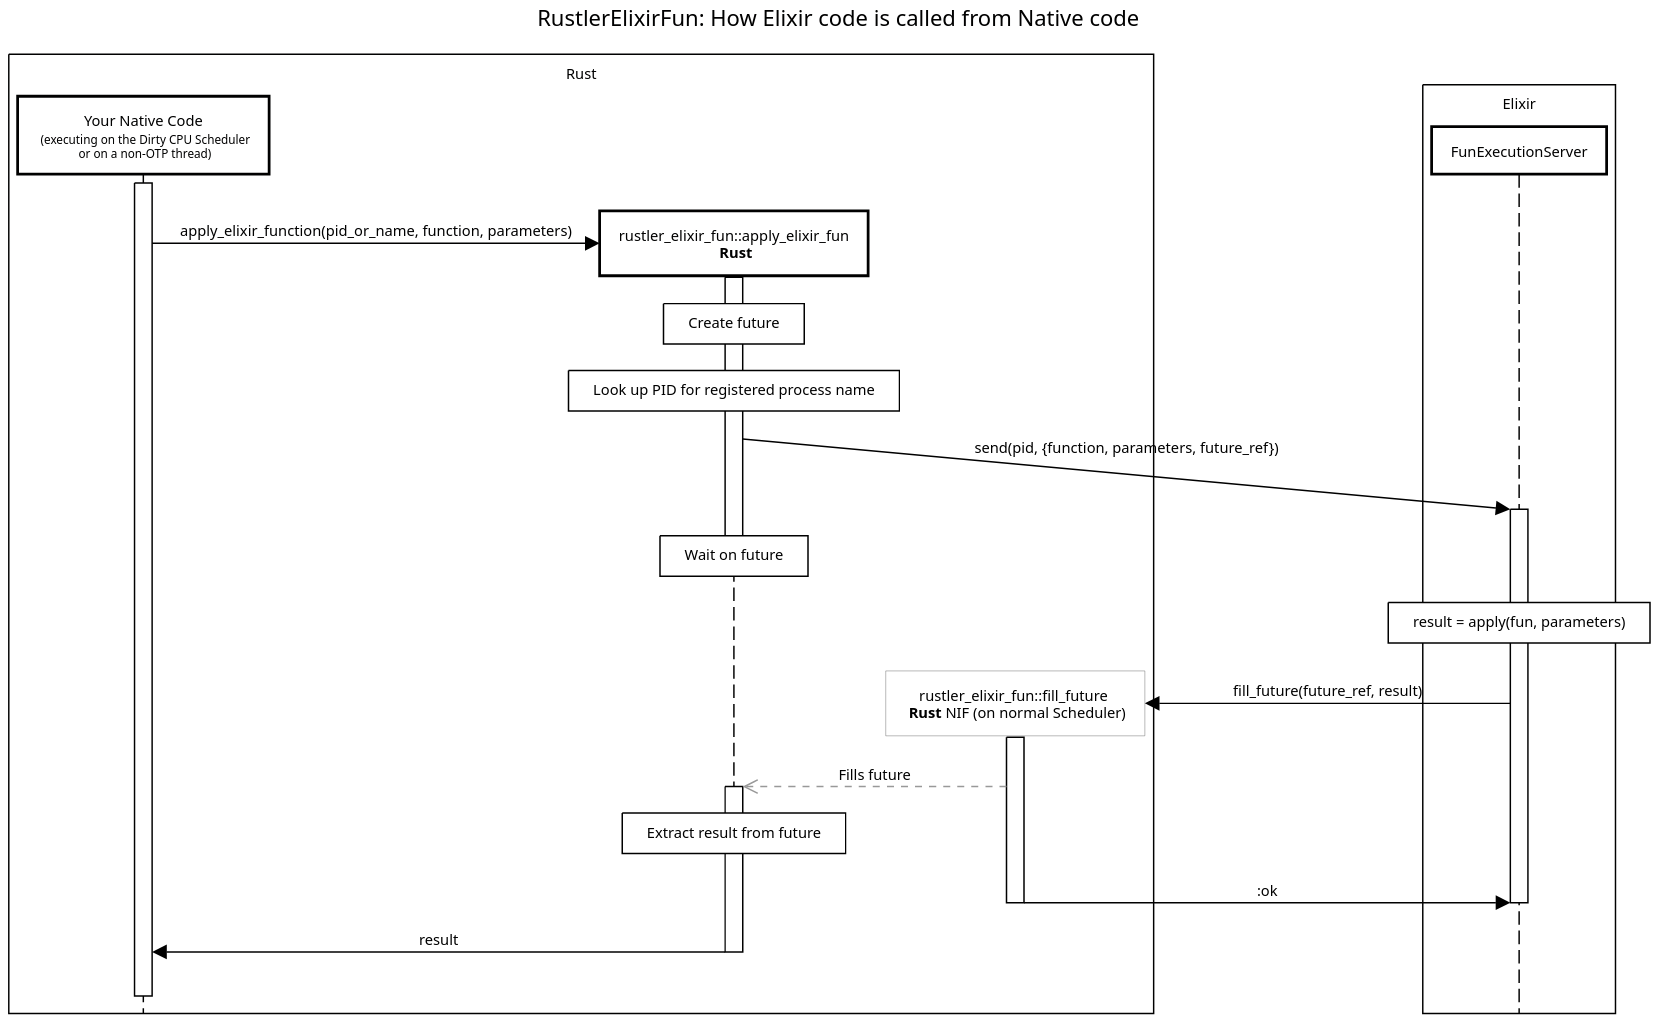 RustlerElixirFun: How Elixir code is called from Native code
Rust
Elixir
Your Native Code
(executing on the Dirty CPU Scheduler
or on a non-OTP thread)
FunExecutionServer
apply_elixir_function(pid_or_name, function, parameters)
rustler_elixir_fun::apply_elixir_fun
Rust
Create future
Look up PID for registered process name
send(pid, {function, parameters, future_ref})
Wait on future
result = apply(fun, parameters)
fill_future(future_ref, result)
rustler_elixir_fun::fill_future
Rust NIF (on normal Scheduler)
Fills future
Extract result from future
:ok
result